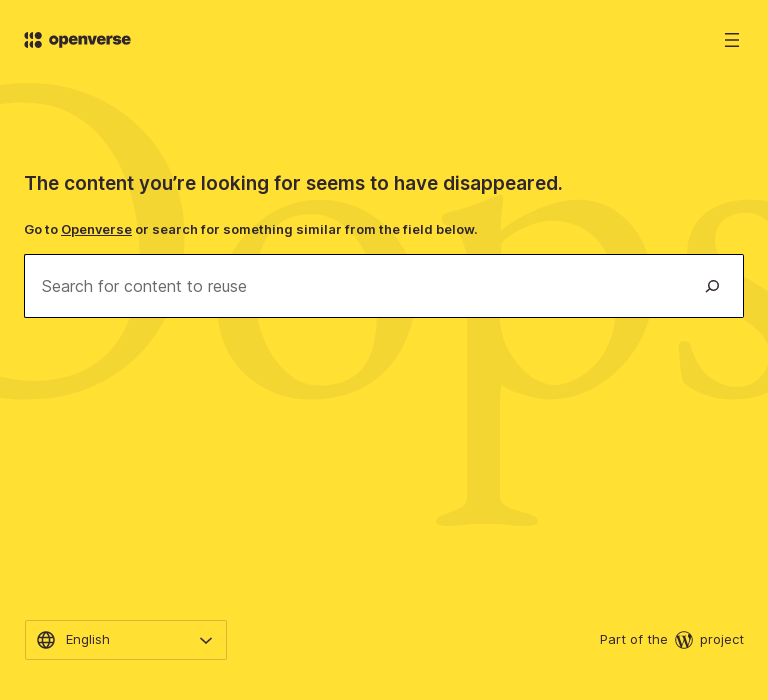 openverse
Oops
The content you’re looking for seems to have disappeared.
Go to Openverse or search for something similar from the field below.
Search for content to reuse
English
Part of the W project